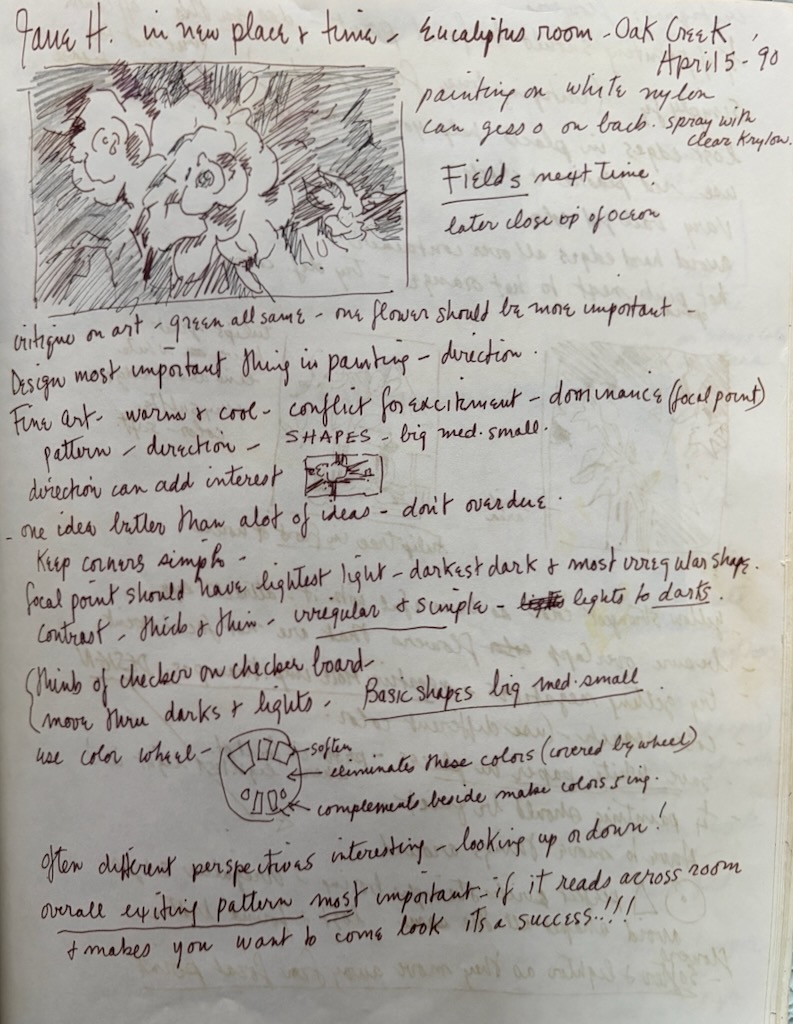 Jane H. in new place & time - Eucaliptus room - Oak Creek
April 5 - '90
painting on white nylon
can gesso on back. spray with
clear Krylon.
Fields next time.
later close up of ocean
critique on art - green all same - one flower should be more important -
Design most important thing in painting - direction.
Fine art - warm & cool - conflict for excitment - dominance (focal point)
pattern - direction - SHAPES - big med. small.
direction can add interest
- one idea better than alot of ideas - don't overdue.
Keep corners simple -
focal point should have lightest light - darkest dark & most irregular shape.
contrast - thick & thin - irregular & simple - lights to darks.
think of checker on checker board -
move thru darks & lights - Basic shapes big med. small
use color wheel - soften
eliminates these colors (covered by wheel)
complements beside make colors sing.
often different perspectives interesting - looking up or down!
overall exiting pattern most important - if it reads across room
& makes you want to come look its a success..!!!